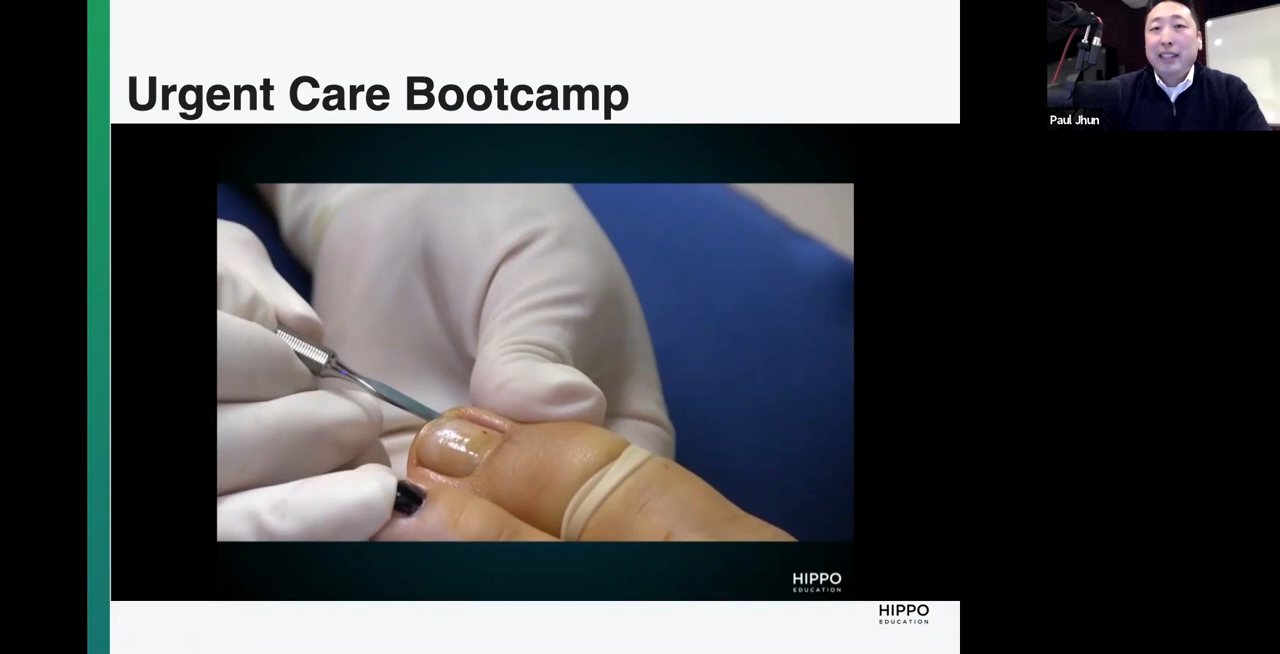 Urgent Care Bootcamp
Paul Jhun
HIPPO
EDUCATION
HIPPO
EDUCATION